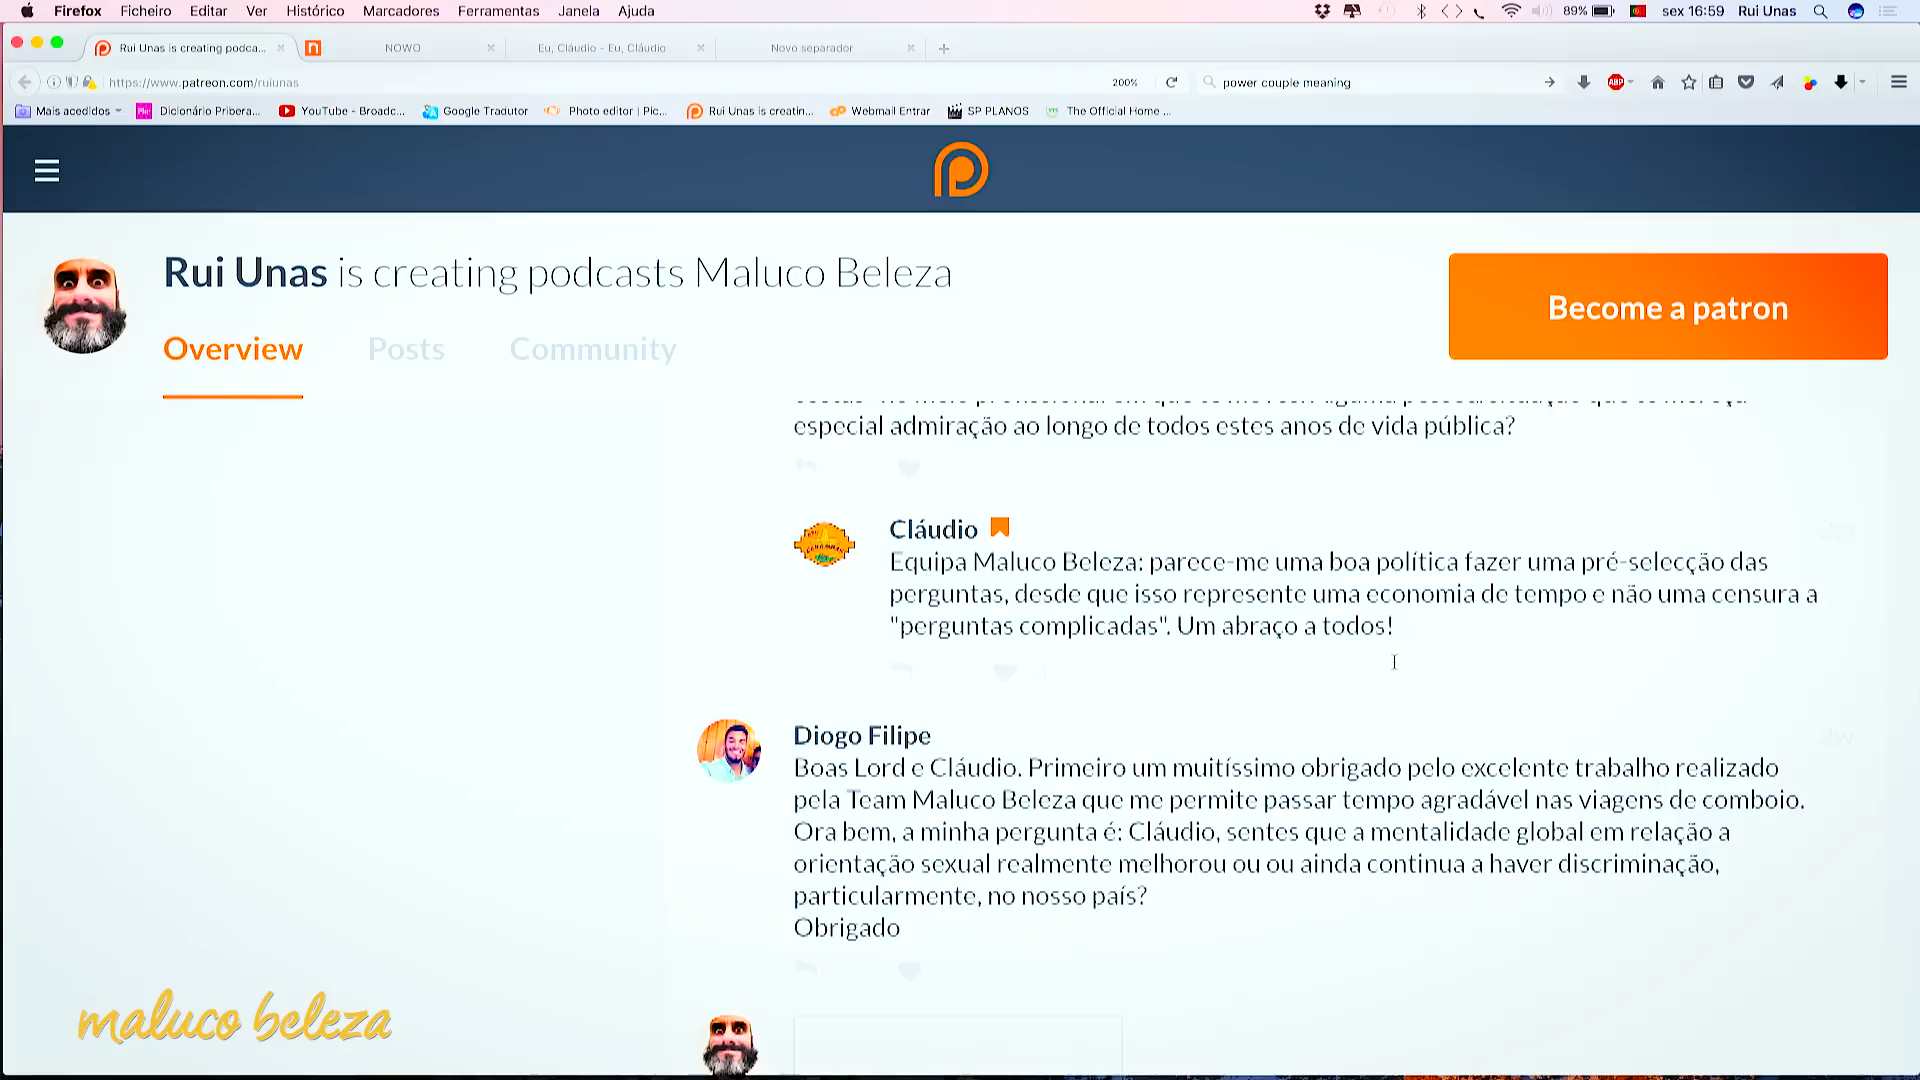 Firefox Ficheiro Editar Ver Histórico Marcadores Ferramentas Janela Ajuda 89% sex 16:59 Rui Unas
Rui Unas is creating podca... NOWO Eu, Cláudio - Eu, Cláudio Novo separador
https://www.patreon.com/ruiunas 200% power couple meaning
Mais acedidos Dicionário Pribera... YouTube - Broadc... Google Tradutor Photo editor | Pic... Rui Unas is creatin... Webmail Entrar SP PLANOS The Official Home ...
Rui Unas is creating podcasts Maluco Beleza
Become a patron
Overview Posts Community
especial admiração ao longo de todos estes anos de vida pública?
Cláudio
2w
Equipa Maluco Beleza: parece-me uma boa política fazer uma pré-selecção das
perguntas, desde que isso represente uma economia de tempo e não uma censura a
"perguntas complicadas". Um abraço a todos!
Diogo Filipe
2w
Boas Lord e Cláudio. Primeiro um muitíssimo obrigado pelo excelente trabalho realizado
pela Team Maluco Beleza que me permite passar tempo agradável nas viagens de comboio.
Ora bem, a minha pergunta é: Cláudio, sentes que a mentalidade global em relação a
orientação sexual realmente melhorou ou ou ainda continua a haver discriminação,
particularmente, no nosso país?
Obrigado
maluco beleza